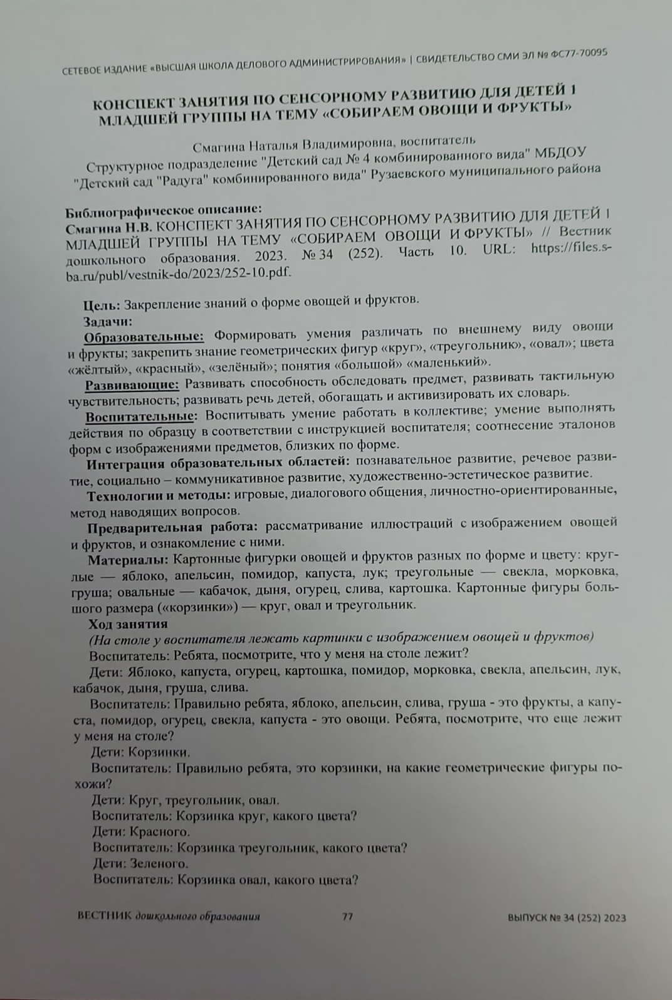 СЕТЕВОЕ ИЗДАНИЕ «ВЫСШАЯ ШКОЛА ДЕЛОВОГО АДМИНИСТРИРОВАНИЯ» | СВИДЕТЕЛЬСТВО СМИ ЭЛ № ФС77-70095
КОНСПЕКТ ЗАНЯТИЯ ПО СЕНСОРНОМУ РАЗВИТИЮ ДЛЯ ДЕТЕЙ 1
МЛАДШЕЙ ГРУППЫ НА ТЕМУ «СОБИРАЕМ ОВОЩИ И ФРУКТЫ»
Смагина Наталья Владимировна, воспитатель
Структурное подразделение "Детский сад № 4 комбинированного вида" МБДОУ
"Детский сад "Радуга" комбинированного вида" Рузаевского муниципального района
Библиографическое описание:
Смагина Н.В. КОНСПЕКТ ЗАНЯТИЯ ПО СЕНСОРНОМУ РАЗВИТИЮ ДЛЯ ДЕТЕЙ 1
МЛАДШЕЙ ГРУППЫ НА ТЕМУ «СОБИРАЕМ ОВОЩИ И ФРУКТЫ» // Вестник
дошкольного образования. 2023. № 34 (252). Часть 10. URL: https://files.s-
ba.ru/publ/vestnik-do/2023/252-10.pdf.
Цель: Закрепление знаний о форме овощей и фруктов.
Задачи:
Образовательные: Формировать умения различать по внешнему виду овощи
и фрукты; закрепить знание геометрических фигур «круг», «треугольник», «овал»; цвета
«жёлтый», «красный», «зелёный»; понятия «большой» «маленький».
Развивающие: Развивать способность обследовать предмет, развивать тактильную
чувствительность; развивать речь детей, обогащать и активизировать их словарь.
Воспитательные: Воспитывать умение работать в коллективе; умение выполнять
действия по образцу в соответствии с инструкцией воспитателя; соотнесение эталонов
форм с изображениями предметов, близких по форме.
Интеграция образовательных областей: познавательное развитие, речевое разви-
тие, социально – коммуникативное развитие, художественно-эстетическое развитие.
Технологии и методы: игровые, диалогового общения, личностно-ориентированные,
метод наводящих вопросов.
Предварительная работа: рассматривание иллюстраций с изображением овощей
и фруктов, и ознакомление с ними.
Материалы: Картонные фигурки овощей и фруктов разных по форме и цвету: круг-
лые — яблоко, апельсин, помидор, капуста, лук; треугольные — свекла, морковка,
груша; овальные — кабачок, дыня, огурец, слива, картошка. Картонные фигуры боль-
шого размера («корзинки») — круг, овал и треугольник.
Ход занятия
(На столе у воспитателя лежать картинки с изображением овощей и фруктов)
Воспитатель: Ребята, посмотрите, что у меня на столе лежит?
Дети: Яблоко, капуста, огурец, картошка, помидор, морковка, свекла, апельсин, лук,
кабачок, дыня, груша, слива.
Воспитатель: Правильно ребята, яблоко, апельсин, слива, груша - это фрукты, а капу-
ста, помидор, огурец, свекла, капуста - это овощи. Ребята, посмотрите, что еще лежит
у меня на столе?
Дети: Корзинки.
Воспитатель: Правильно ребята, это корзинки, на какие геометрические фигуры по-
хожи?
Дети: Круг, треугольник, овал.
Воспитатель: Корзинка круг, какого цвета?
Дети: Красного.
Воспитатель: Корзинка треугольник, какого цвета?
Дети: Зеленого.
Воспитатель: Корзинка овал, какого цвета?
ВЕСТНИК дошкольного образования 77 ВЫПУСК № 34 (252) 2023